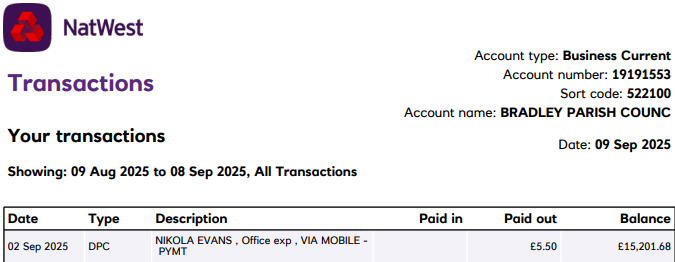 NatWest
Account type: Business Current
Transactions
Account number: 19191553
Sort code: 522100
Account name: BRADLEY PARISH COUNC
Your transactions
Date: 09 Sep 2025
Showing: 09 Aug 2025 to 08 Sep 2025, All Transactions
Date Type Description Paid in Paid out Balance
02 Sep 2025 DPC NIKOLA EVANS , Office exp , VIA MOBILE - £5.50 £15,201.68
PYMT